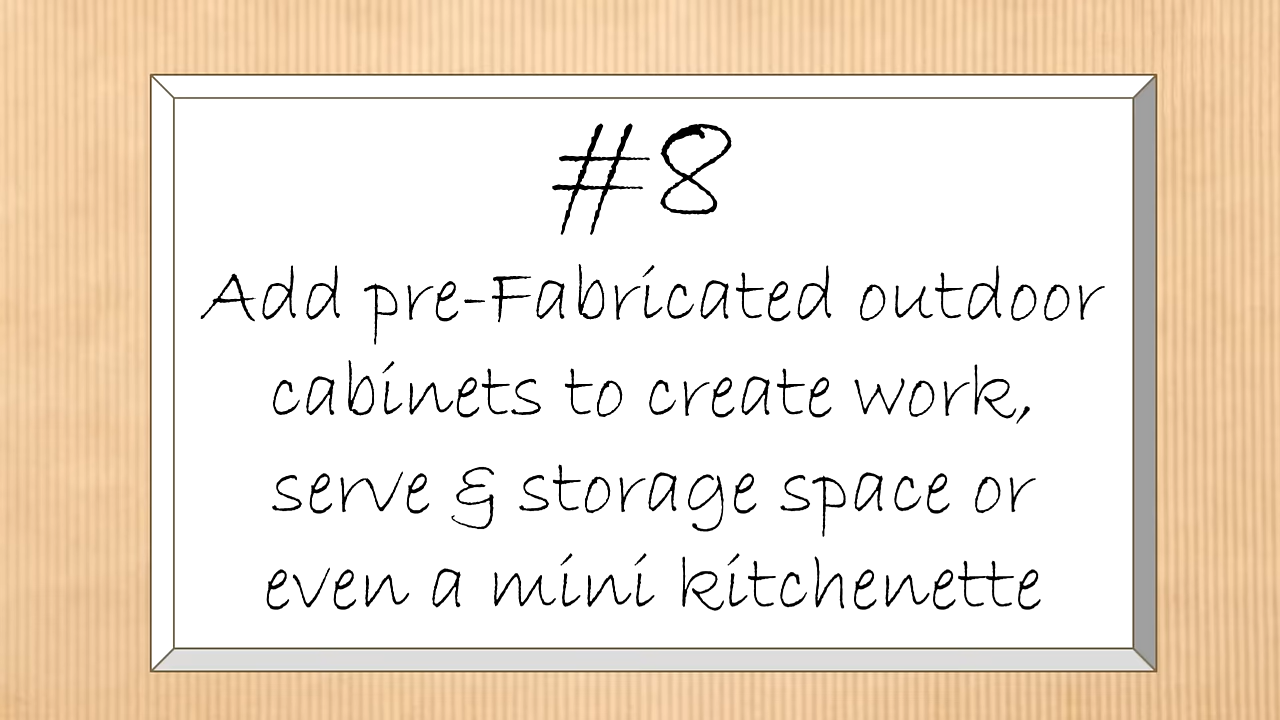 #8
Add pre-Fabricated outdoor
cabinets to create work,
serve & storage space or
even a mini kitchenette